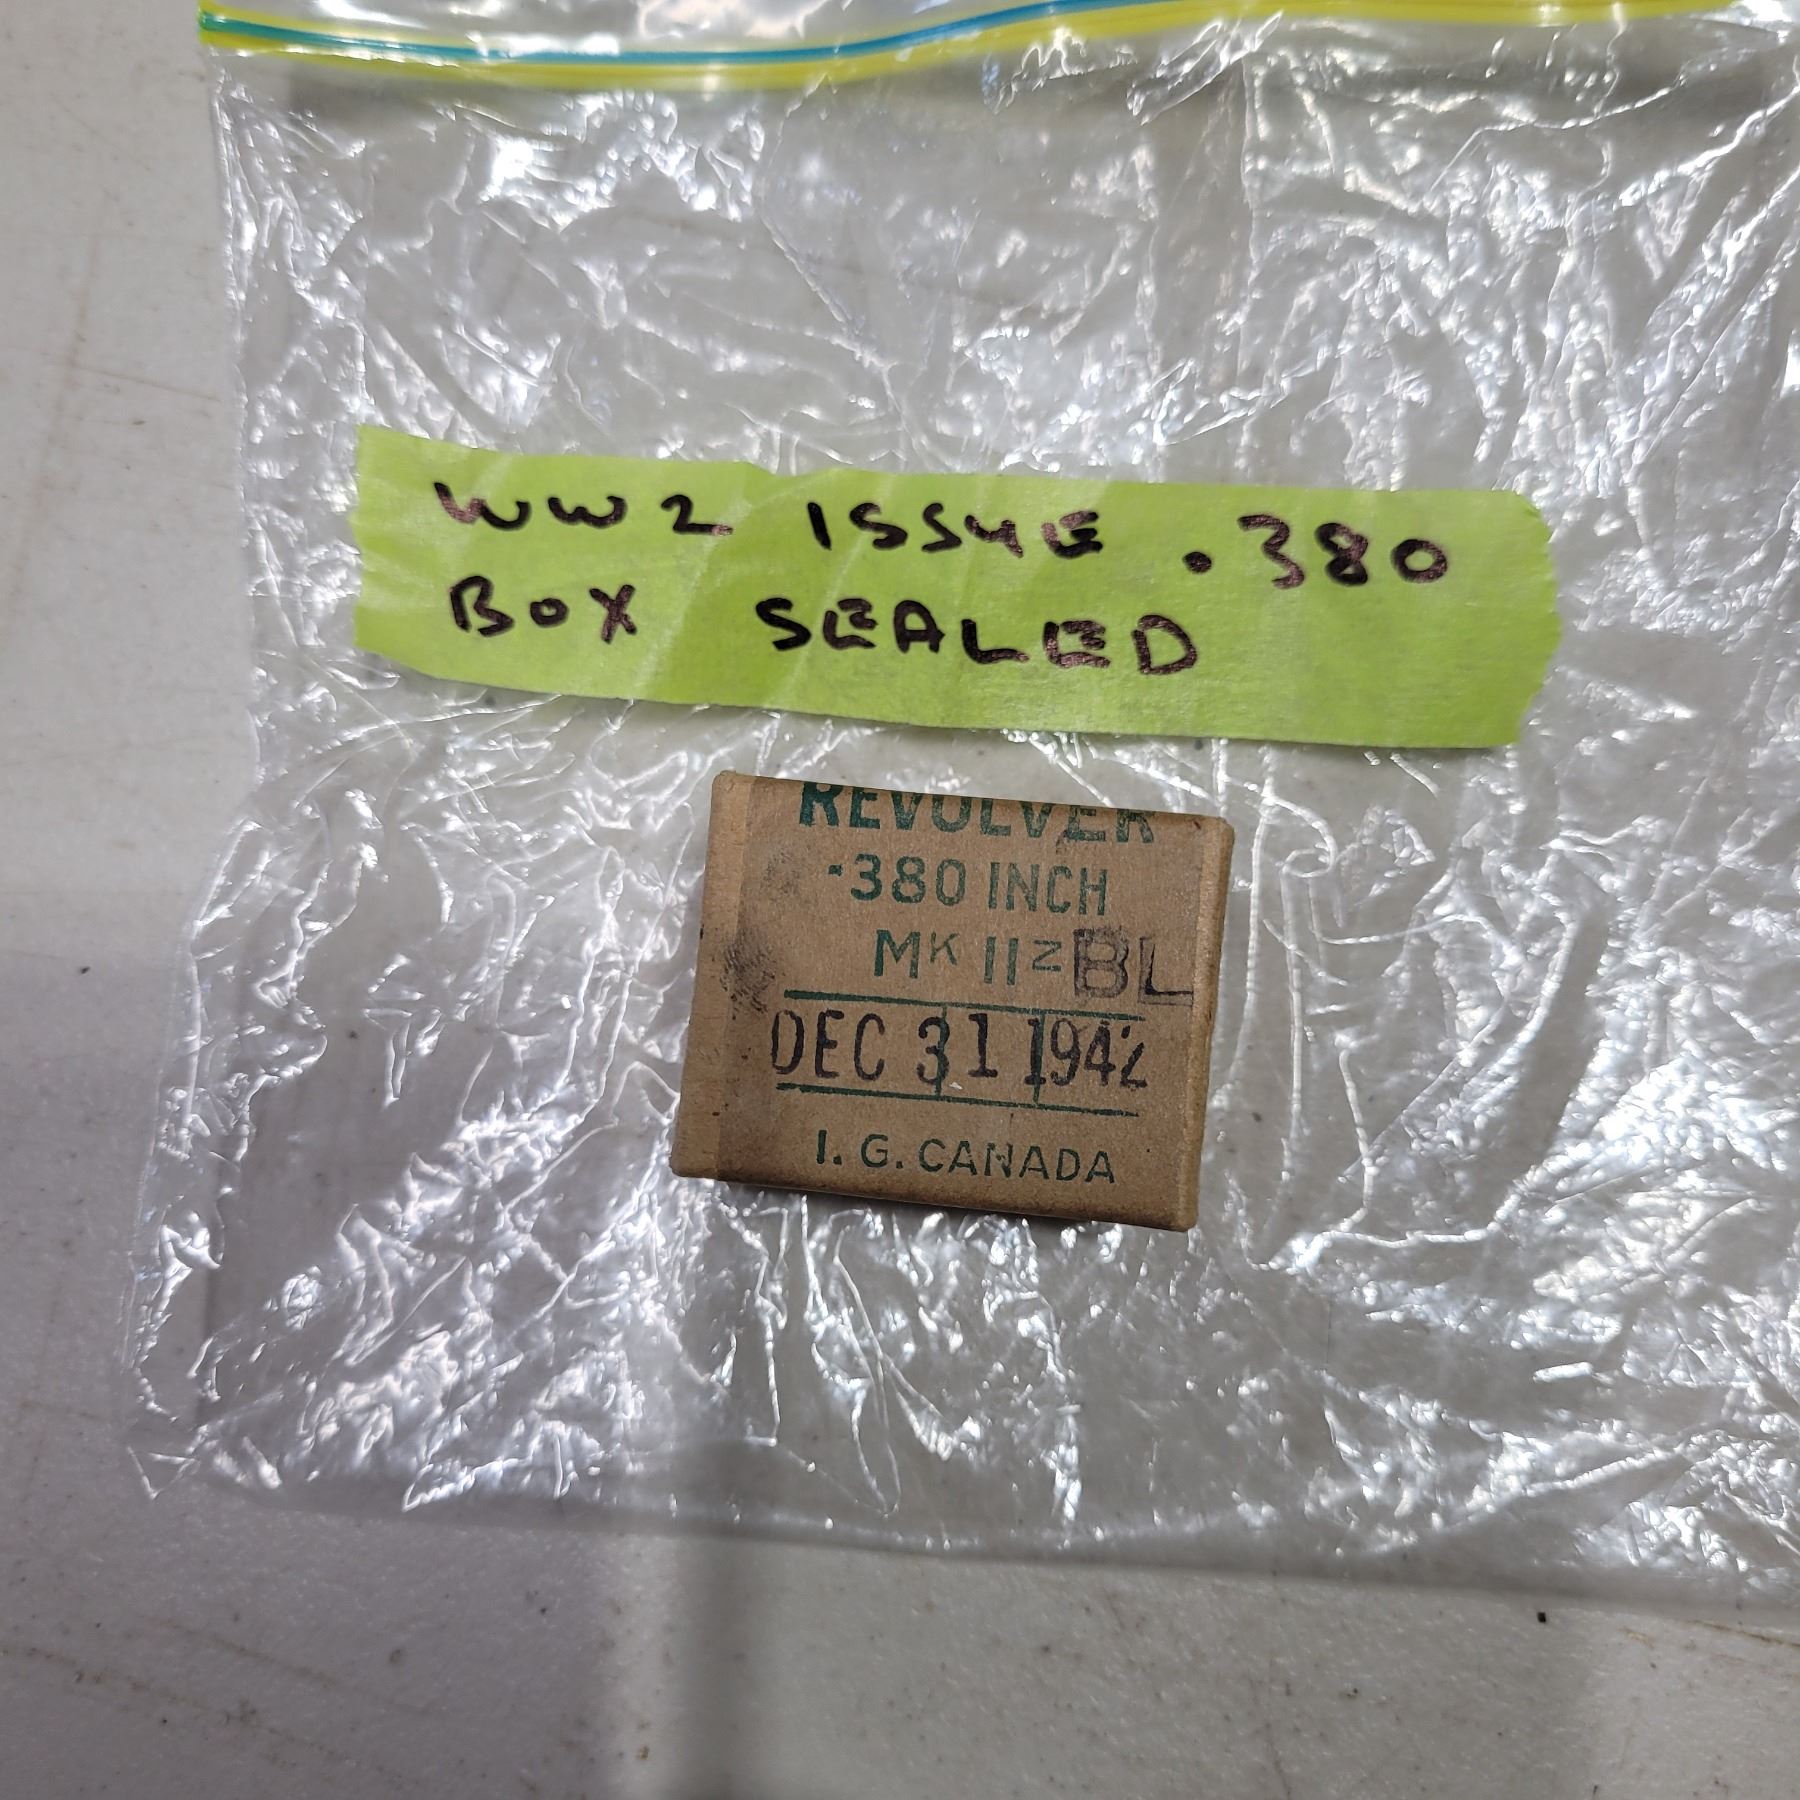 WW2 ISSUE .380
BOX SEALED
REVOLVER
·380 INCH
MK IIZ BL
DEC 31 1942
I. G. CANADA